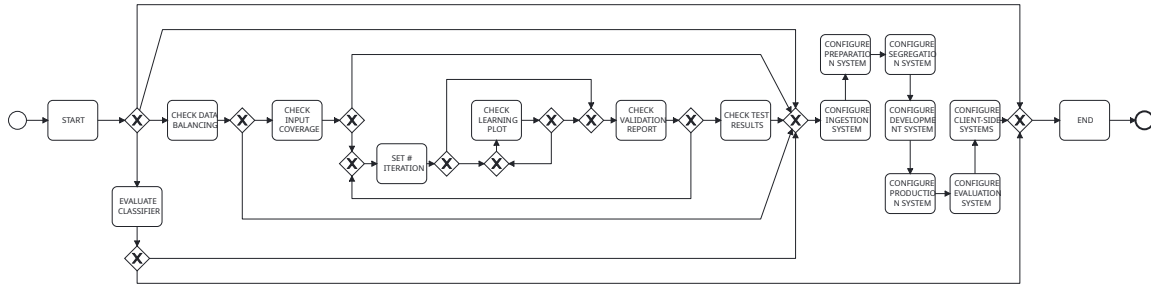 START
CHECK DATA
BALANCING
CHECK
INPUT
COVERAGE
SET #
ITERATION
CHECK
LEARNING
PLOT
CHECK
VALIDATION
REPORT
CHECK TEST
RESULTS
CONFIGURE
INGESTION
SYSTEM
CONFIGURE
PREPARATIO
N SYSTEM
CONFIGURE
SEGREGATIO
N SYSTEM
CONFIGURE
DEVELOPME
NT SYSTEM
CONFIGURE
PRODUCTIO
N SYSTEM
CONFIGURE
EVALUATION
SYSTEM
CONFIGURE
CLIENT-SIDE
SYSTEMS
END
EVALUATE
CLASSIFIER